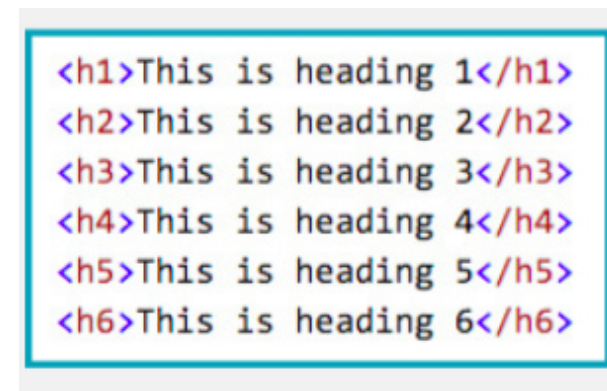 <h1>This is heading 1</h1>
<h2>This is heading 2</h2>
<h3>This is heading 3</h3>
<h4>This is heading 4</h4>
<h5>This is heading 5</h5>
<h6>This is heading 6</h6>